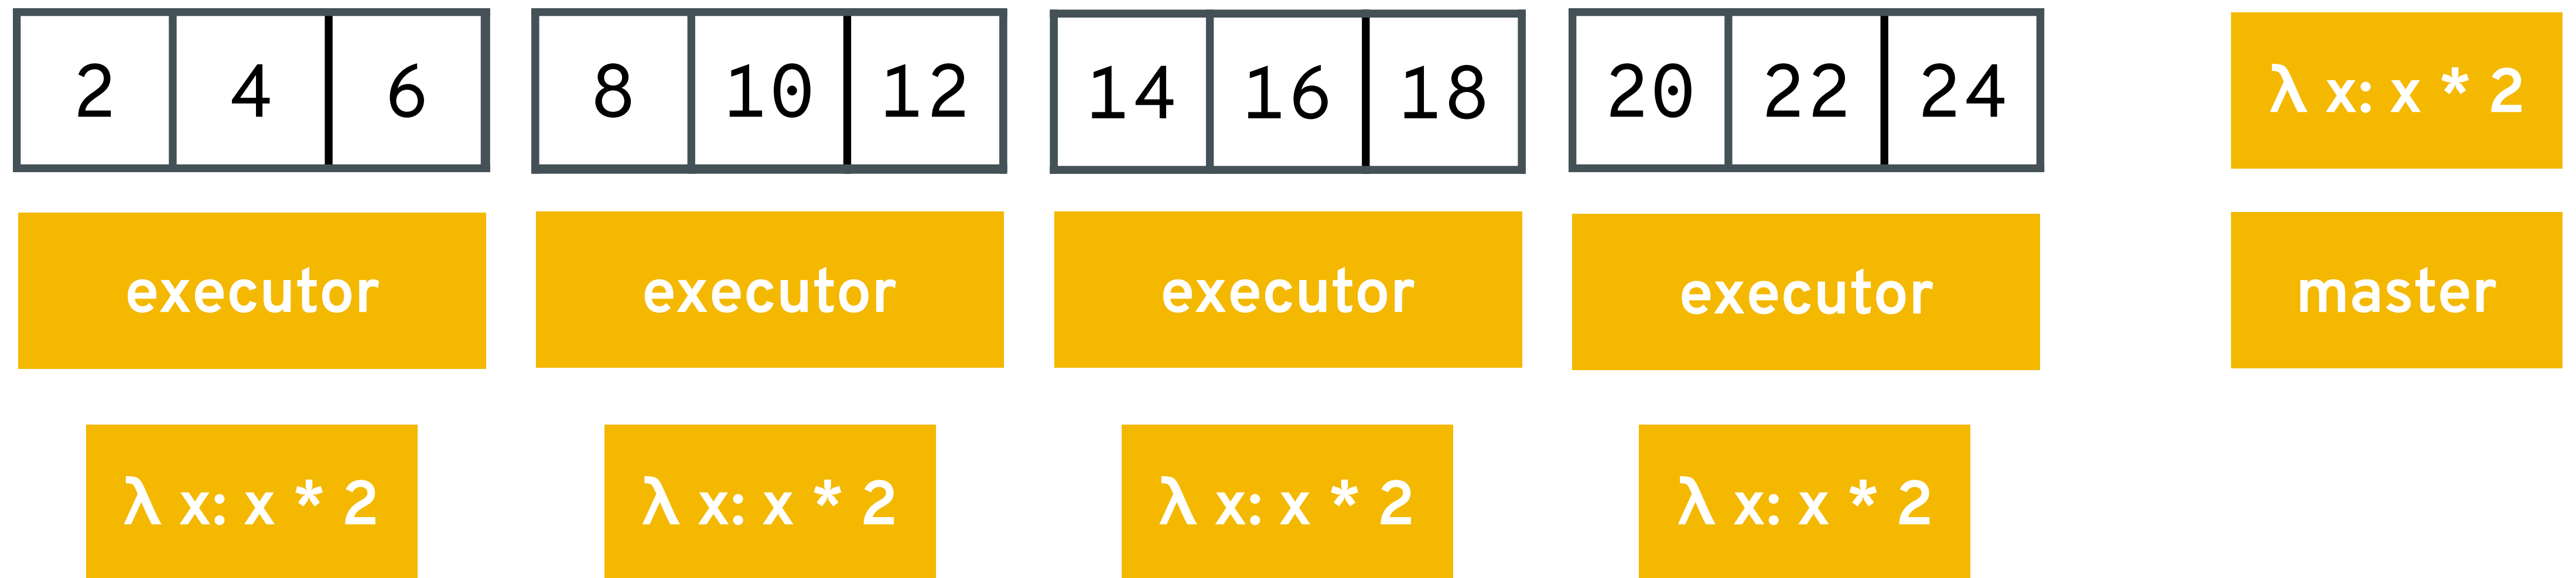 2 4 6 8 10 12 14 16 18 20 22 24 λ x: x * 2
executor executor executor executor master
λ x: x * 2 λ x: x * 2 λ x: x * 2 λ x: x * 2